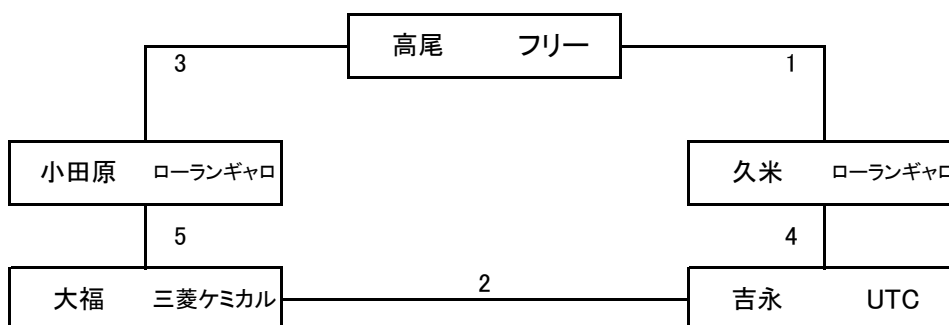 高尾 フリー
3
1
小田原 ローランギャロ
久米 ローランギャロ
5
4
大福 三菱ケミカル
2
吉永 UTC